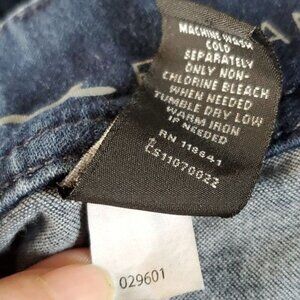 MACHINE WASH
COLD
SEPARATELY
ONLY NON-
CHLORINE BLEACH
WHEN NEEDED
TUMBLE DRY LOW
WARM IRON
IF NEEDED
RN 118641
LS11070022
029601